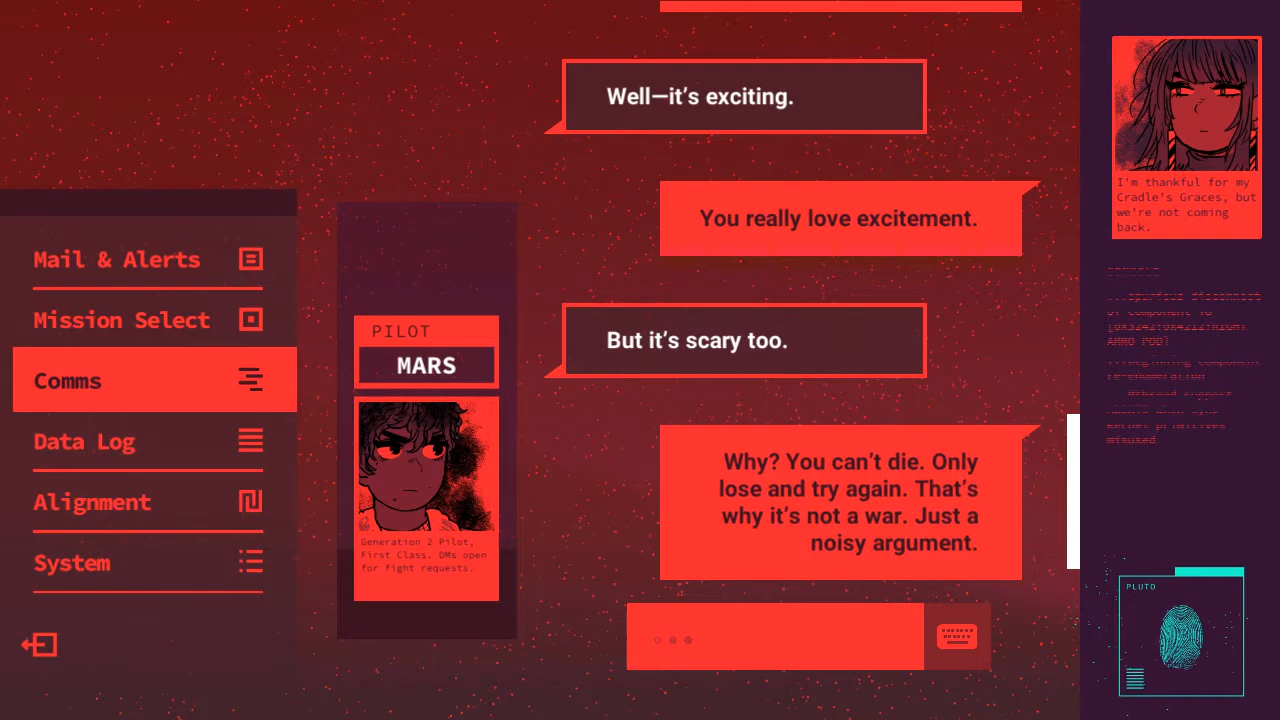 Mail & Alerts
Mission Select
Comms
Data Log
Alignment
System
PILOT
MARS
Generation 2 Pilot,
First Class. DMs open
for fight requests.
Well—it's exciting.
You really love excitement.
But it's scary too.
Why? You can't die. Only
lose and try again. That's
why it's not a war. Just a
noisy argument.
I'm thankful for my
Cradle's Graces, but
we're not coming
back.
PLUTO